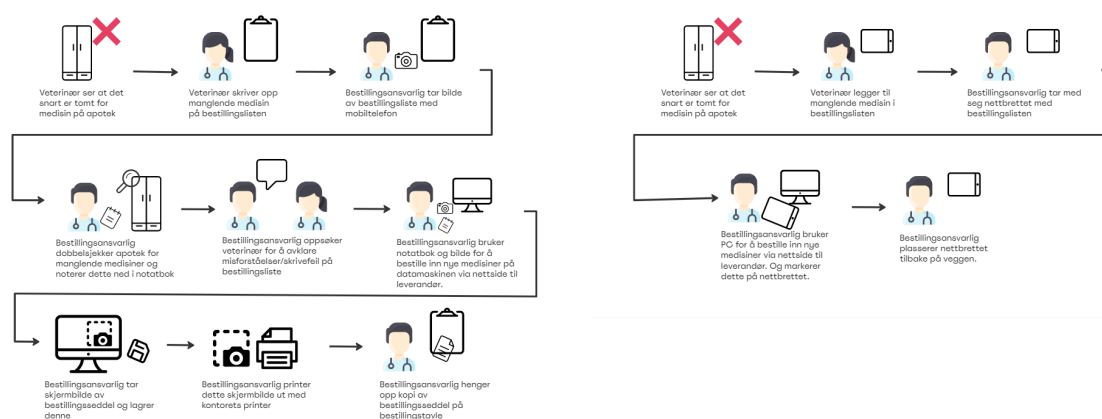 Veterinær ser at det
snart er tomt for
medisin på apotek
Veterinær skriver opp
manglende medisin
på bestillingslisten
Bestillingsansvarlig tar bilde
av bestillingsliste med
mobiltelefon
Bestillingsansvarlig
dobbelsjekker apotek for
manglende medisiner og
noterer dette ned i notatbok
Bestillingsansvarlig oppsøker
veterinær for å avklare
misforståelser/skrivefeil på
bestillingsliste
Bestillingsansvarlig bruker
notatbok og bilde for å
bestille inn nye medisiner på
datamaskinen via nettside til
leverandør.
Bestillingsansvarlig tar
skjermbilde av
bestillingsseddel og lagrer
denne
Bestillingsansvarlig printer
dette skjermbilde ut med
kontorets printer
Bestillingsansvarlig henger
opp kopi av
bestillingsseddel på
bestillingstavle
Veterinær ser at det
snart er tomt for
medisin på apotek
Veterinær legger til
manglende medisin i
bestillingslisten
Bestillingsansvarlig tar med
seg nettbrettet med
bestillingslisten
Bestillingsansvarlig bruker
PC for å bestille inn nye
medisiner via nettside til
leverandør. Og markerer
dette på nettbrettet.
Bestillingsansvarlig
plasserer nettbrettet
tilbake på veggen.